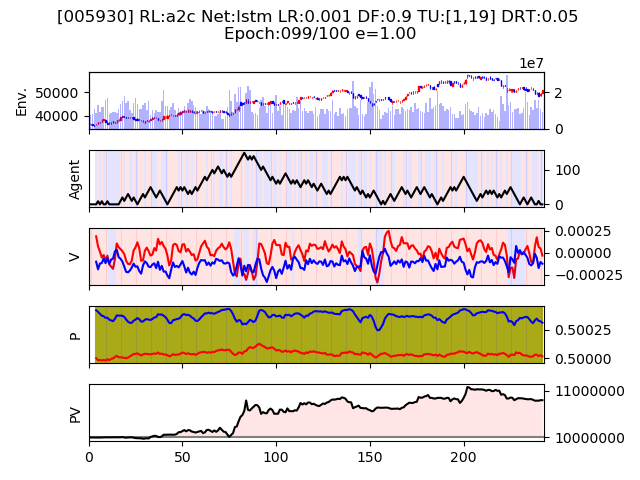 [005930] RL:a2c Net:lstm LR:0.001 DF:0.9 TU:[1,19] DRT:0.05
Epoch:099/100 e=1.00
1e7
Env.
50000
40000
2
0
Agent
100
0
V
0.00025
0.00000
−0.00025
P
0.50025
0.50000
PV
11000000
10000000
0 50 100 150 200